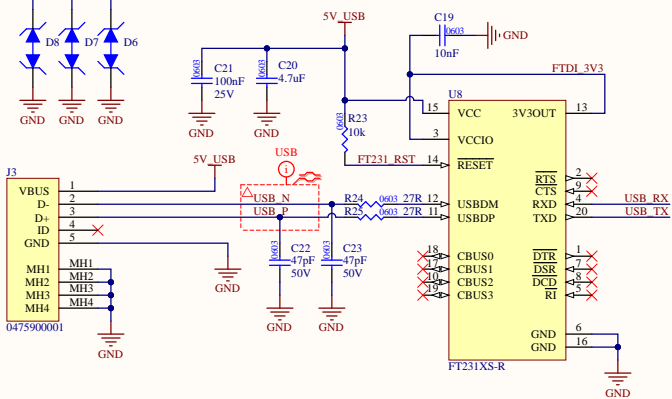 D8
D7
D6
GND
GND
GND
5V_USB
0603
C21
100nF
25V
0603
C20
4.7uF
GND
GND
C19
0603
10nF
GND
FTDI_3V3
0603
R23
10k
FT231_RST
U8
15
VCC
3V3OUT
13
3
VCCIO
14
RESET
RTS
2
CTS
9
12
USBDM
RXD
4
USB_RX
11
USBDP
TXD
20
USB_TX
18
CBUS0
DTR
1
17
CBUS1
DSR
7
10
CBUS2
DCD
8
19
CBUS3
RI
5
GND
6
GND
16
GND
FT231XS-R
J3
5V_USB
USB
i
VBUS
1
D-
2
USB_N
R24
0603
27R
D+
3
USB_P
R25
0603
27R
ID
4
GND
5
GND
0603
C22
47pF
50V
GND
0603
C23
47pF
50V
GND
MH1
MH1
MH2
MH2
MH3
MH3
MH4
MH4
0475900001
GND